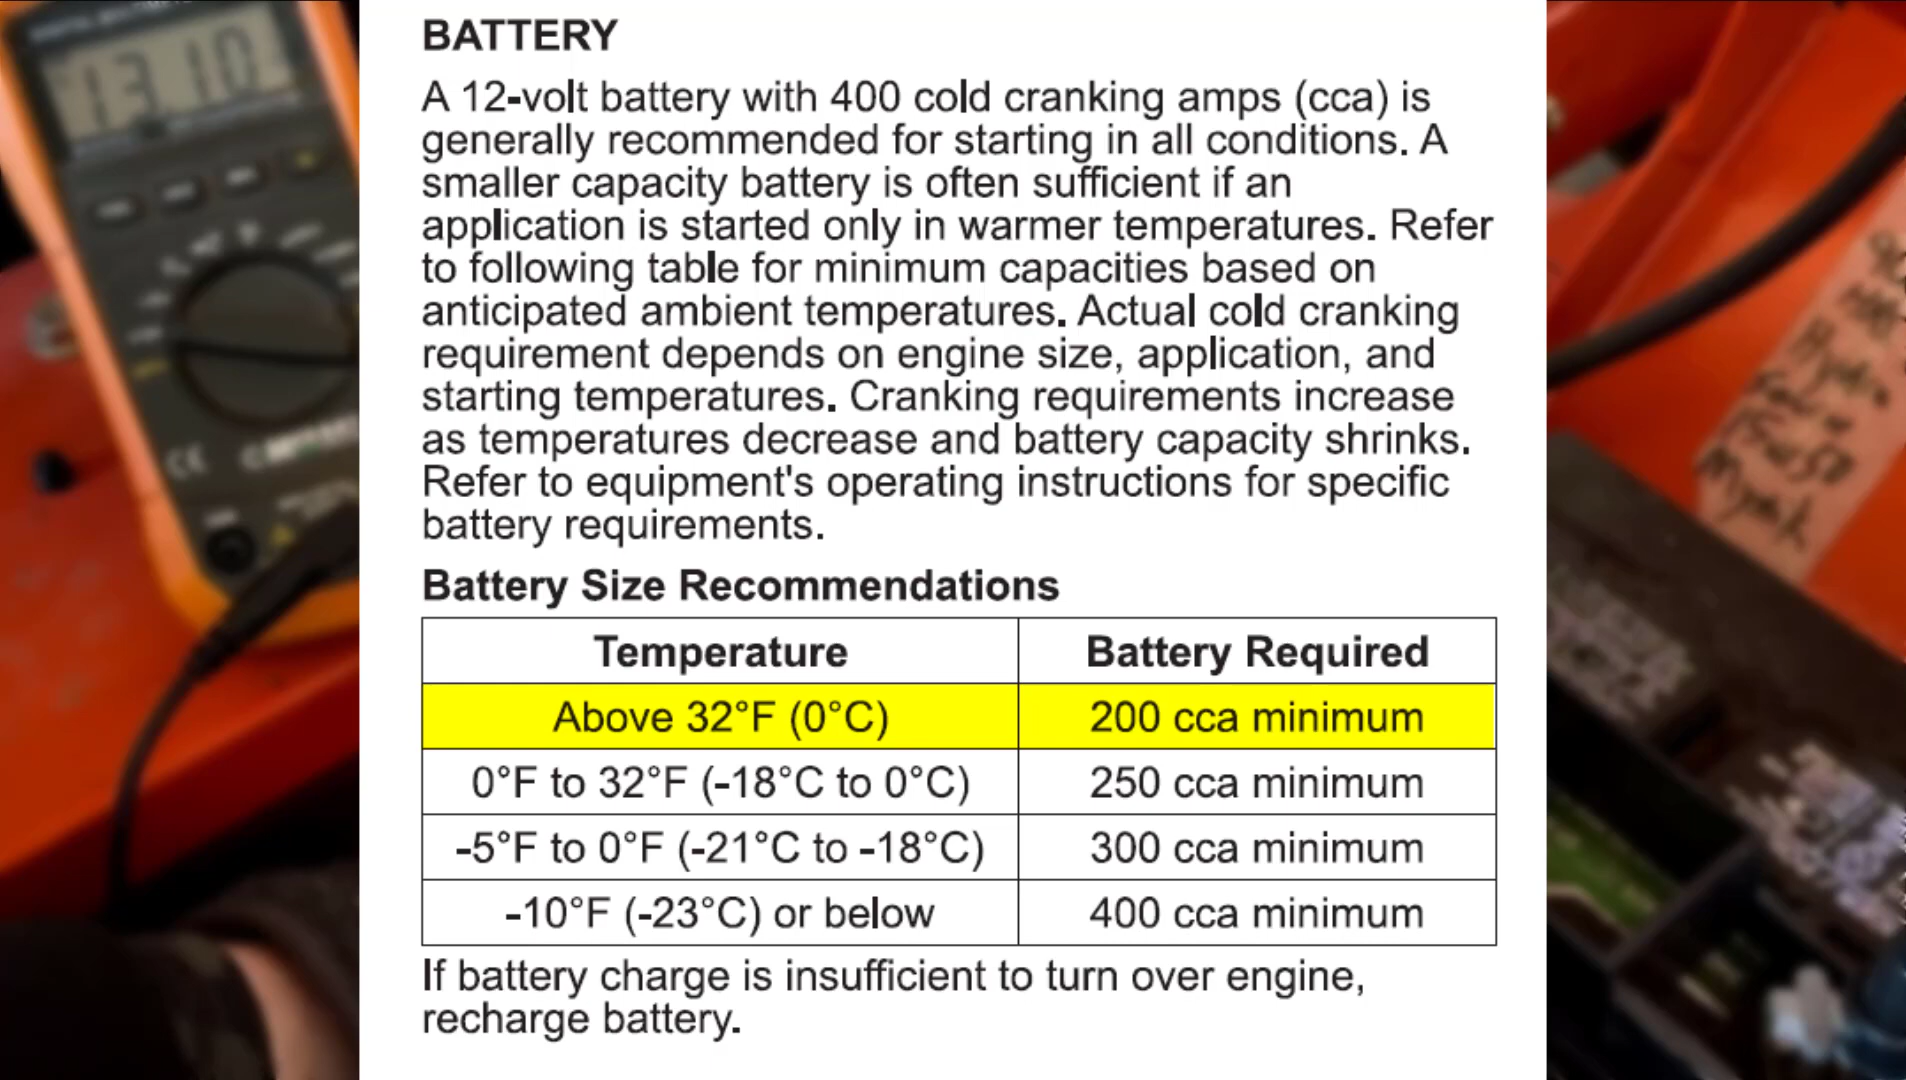 13.10
BATTERY
A 12-volt battery with 400 cold cranking amps (cca) is
generally recommended for starting in all conditions. A
smaller capacity battery is often sufficient if an
application is started only in warmer temperatures. Refer
to following table for minimum capacities based on
anticipated ambient temperatures. Actual cold cranking
requirement depends on engine size, application, and
starting temperatures. Cranking requirements increase
as temperatures decrease and battery capacity shrinks.
Refer to equipment's operating instructions for specific
battery requirements.
Battery Size Recommendations
Temperature Battery Required
Above 32°F (0°C) 200 cca minimum
0°F to 32°F (-18°C to 0°C) 250 cca minimum
-5°F to 0°F (-21°C to -18°C) 300 cca minimum
-10°F (-23°C) or below 400 cca minimum
If battery charge is insufficient to turn over engine,
recharge battery.
CE